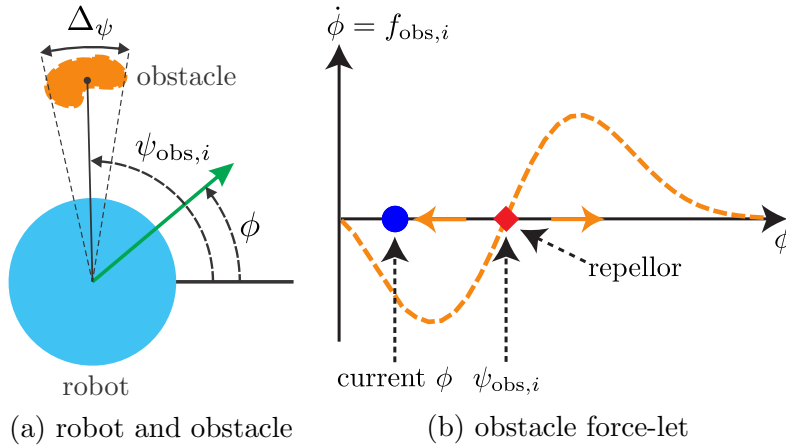 Δψ
obstacle
ψobs,i
ϕ
robot
(a) robot and obstacle
ϕ̇ = fobs,i
ϕ
repellor
current ϕ
ψobs,i
(b) obstacle force-let